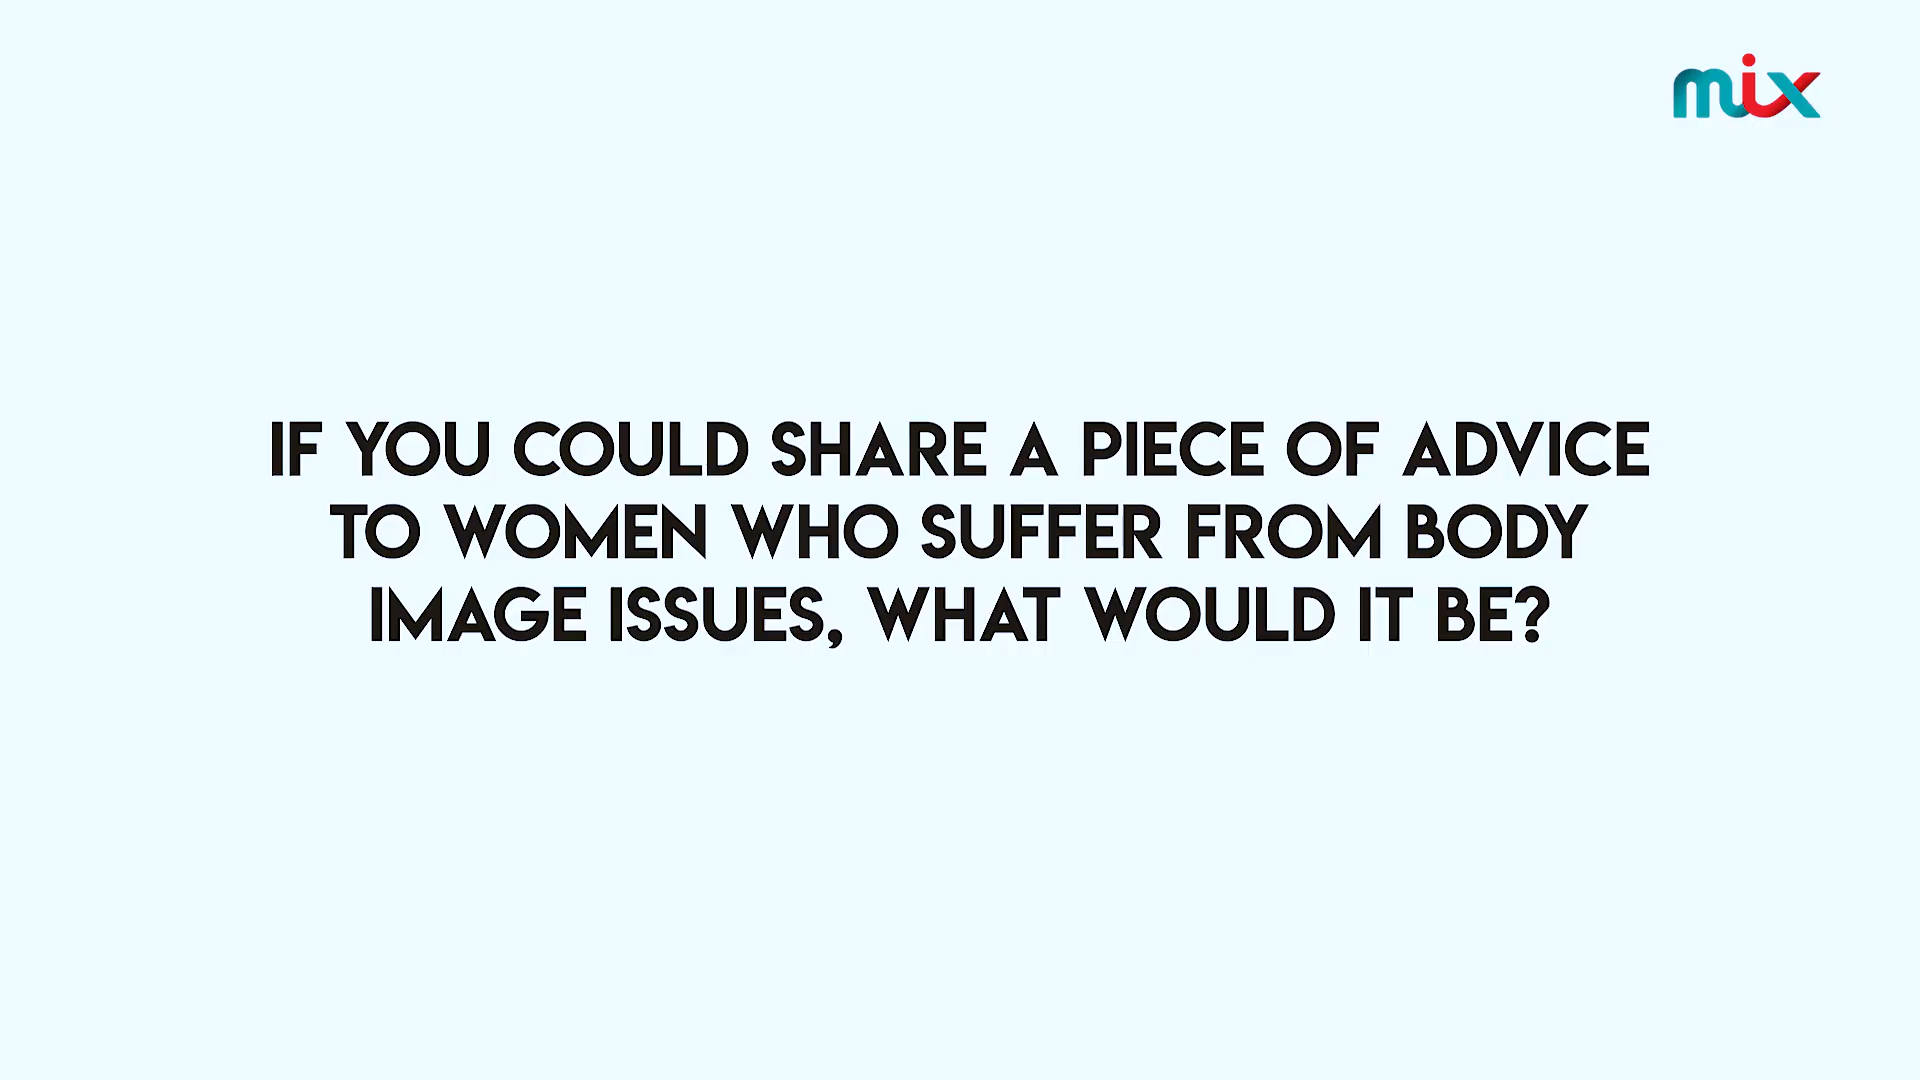 mix
IF YOU COULD SHARE A PIECE OF ADVICE
TO WOMEN WHO SUFFER FROM BODY
IMAGE ISSUES, WHAT WOULD IT BE?